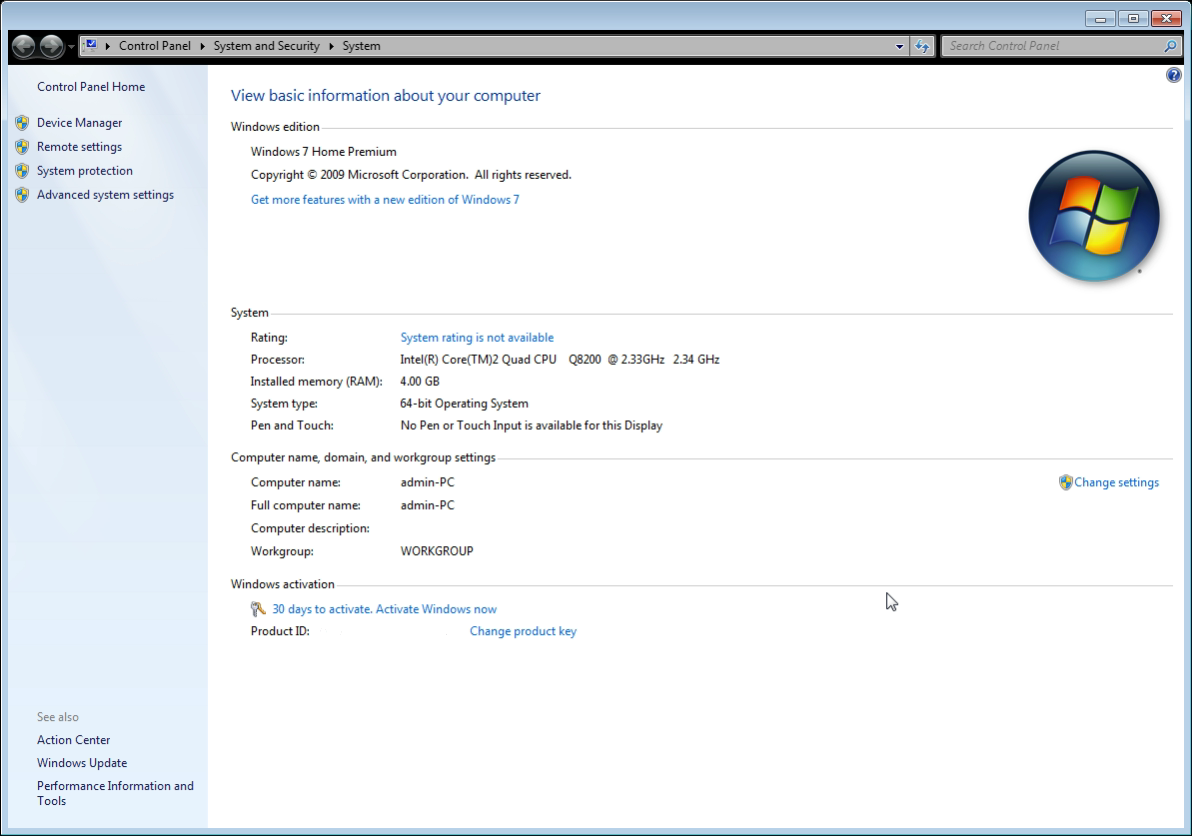 Control Panel ▸ System and Security ▸ System
Search Control Panel
Control Panel Home
Device Manager
Remote settings
System protection
Advanced system settings
See also
Action Center
Windows Update
Performance Information and
Tools
View basic information about your computer
Windows edition
Windows 7 Home Premium
Copyright © 2009 Microsoft Corporation. All rights reserved.
Get more features with a new edition of Windows 7
System
Rating: System rating is not available
Processor: Intel(R) Core(TM)2 Quad CPU Q8200 @ 2.33GHz 2.34 GHz
Installed memory (RAM): 4.00 GB
System type: 64-bit Operating System
Pen and Touch: No Pen or Touch Input is available for this Display
Computer name, domain, and workgroup settings
Computer name: admin-PC Change settings
Full computer name: admin-PC
Computer description:
Workgroup: WORKGROUP
Windows activation
30 days to activate. Activate Windows now
Product ID: Change product key